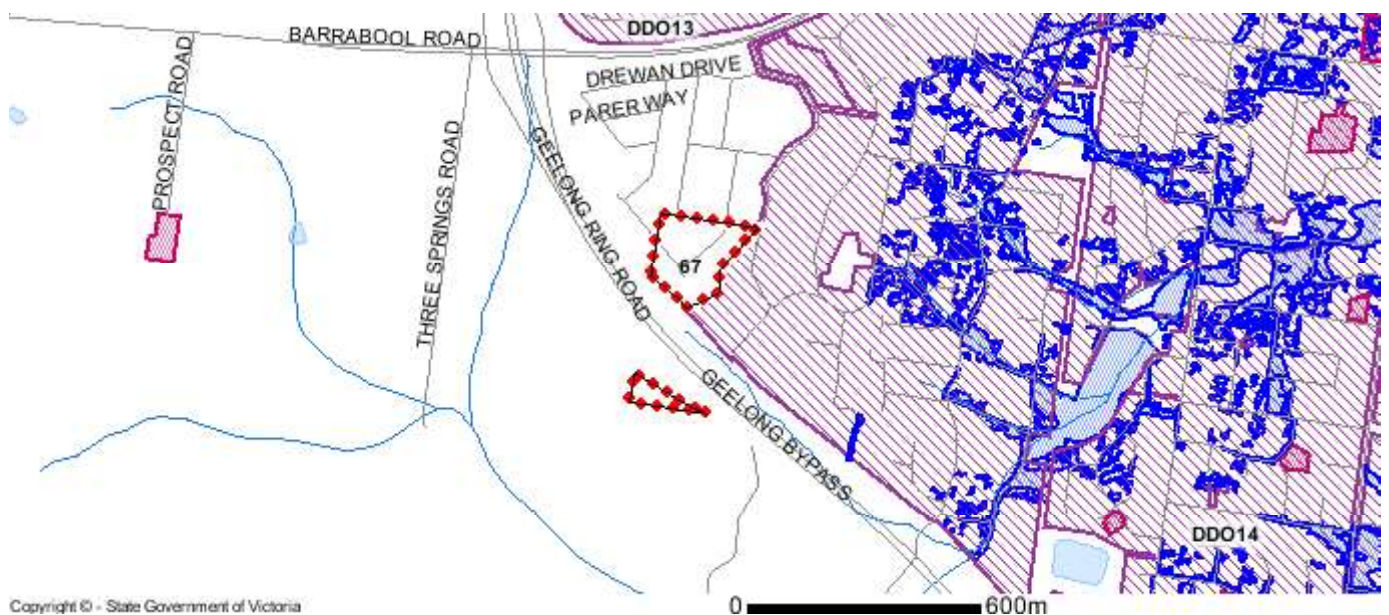 DDO13
BARRABOOL ROAD
DREWAN DRIVE
PARER WAY
PROSPECT ROAD
THREE SPRINGS ROAD
GEELONG RING ROAD
67
GEELONG BYPASS
DDO14
Copyright © - State Government of Victoria
0 600m